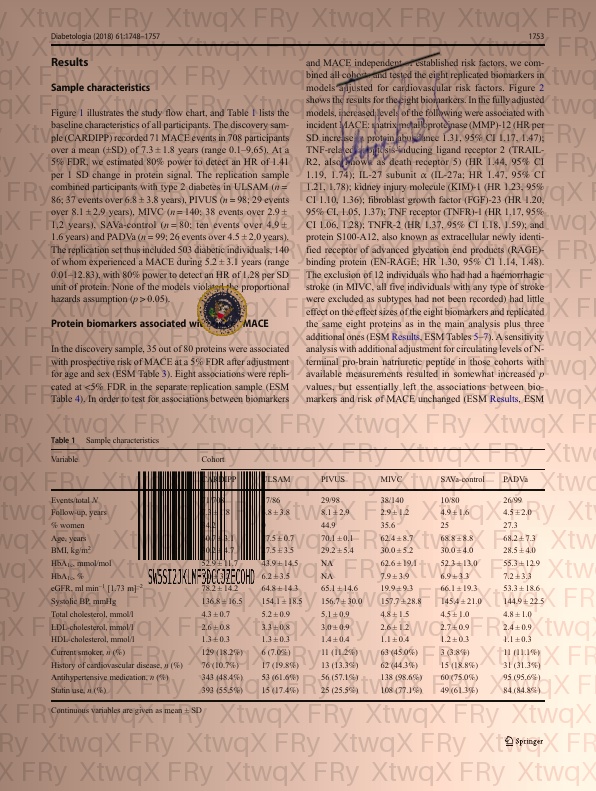 Diabetologia (2018) 61:1748–1757
1753
Results
Sample characteristics
Figure 1 illustrates the study flow chart, and Table 1 lists the
baseline characteristics of all participants. The discovery sam-
ple (CARDIPP) recorded 71 MACE events in 708 participants
over a mean (±SD) of 7.3 ± 1.8 years (range 0.1–9.65). At a
5% FDR, we estimated 80% power to detect an HR of 1.41
per 1 SD change in protein signal. The replication sample
combined participants with type 2 diabetes in ULSAM (n =
86; 37 events over 6.8 ± 3.8 years), PIVUS (n = 98; 29 events
over 8.1 ± 2.9 years), MIVC (n = 140; 38 events over 2.9 ±
1.2 years), SAVa-control (n = 80; ten events over 4.9 ±
1.6 years) and PADVa (n = 99; 26 events over 4.5 ± 2.0 years).
The replication set thus included 503 diabetic individuals, 140
of whom experienced a MACE during 5.2 ± 3.1 years (range
0.01–12.83), with 80% power to detect an HR of 1.28 per SD
unit of protein. None of the models violated the proportional
hazards assumption (p > 0.05).
Protein biomarkers associated MACE
In the discovery sample, 35 out of 80 proteins were associated
with prospective risk of MACE at a 5% FDR after adjustment
for age and sex (ESM Table 3). Eight associations were repli-
cated at <5% FDR in the separate replication sample (ESM
Table 4). In order to test for associations between biomarkers
and MACE independent established risk factors, we com-
bined all cohorts and tested the eight replicated biomarkers in
models adjusted for cardiovascular risk factors. Figure 2
shows the results for the eight biomarkers. In the fully adjusted
models, increased levels of the following were associated with
incident MACE: matrix metalloproteinase (MMP)-12 (HR per
SD increase in protein abundance 1.31, 95% CI 1.17, 1.47);
TNF-related apoptosis-inducing ligand receptor 2 (TRAIL-
R2, also known as death receptor 5) (HR 1.44, 95% CI
1.19, 1.74); IL-27 subunit α (IL-27a; HR 1.47, 95% CI
1.21, 1.78); kidney injury molecule (KIM)-1 (HR 1.23, 95%
CI 1.10, 1.36); fibroblast growth factor (FGF)-23 (HR 1.20,
95% CI, 1.05, 1.37); TNF receptor (TNFR)-1 (HR 1.17, 95%
CI 1.06, 1.28); TNFR-2 (HR 1.37, 95% CI 1.18, 1.59); and
protein S100-A12, also known as extracellular newly identi-
fied receptor of advanced glycation end products (RAGE)-
binding protein (EN-RAGE; HR 1.30, 95% CI 1.14, 1.48).
The exclusion of 12 individuals who had had a haemorrhagic
stroke (in MIVC, all five individuals with any type of stroke
were excluded as subtypes had not been recorded) had little
effect on the effect sizes of the eight biomarkers and replicated
the same eight proteins as in the main analysis plus three
additional ones (ESM Results, ESM Tables 5–7). A sensitivity
analysis with additional adjustment for circulating levels of N-
terminal pro-brain natriuretic peptide in those cohorts with
available measurements resulted in somewhat increased p
values, but essentially left the associations between bio-
markers and risk of MACE unchanged (ESM Results, ESM
Table 1 Sample characteristics
Variable Cohort
CARDIPP ULSAM PIVUS MIVC SAVa-control PADVa
Events/total N 71/708 37/86 29/98 38/140 10/80 26/99
Follow-up, years 6.8 ± 3.8 8.1 ± 2.9 2.9 ± 1.2 4.9 ± 1.6 4.5 ± 2.0
% women 44.9 35.6 25 27.3
Age, years 77.5 ± 0.7 70.1 ± 0.1 62.4 ± 8.7 68.8 ± 8.8 68.2 ± 7.3
BMI, kg/m² 27.5 ± 3.5 29.2 ± 5.4 30.0 ± 5.2 30.0 ± 4.0 28.5 ± 4.0
HbA1c, mmol/mol 52.9 ± 11.7 43.9 ± 14.5 NA 62.6 ± 19.1 52.3 ± 13.0 55.3 ± 12.9
HbA1c, % 6.2 ± 3.5 NA 7.9 ± 3.9 6.9 ± 3.3 7.2 ± 3.3
eGFR, ml min⁻¹ [1.73 m]⁻² 78.2 ± 14.2 64.8 ± 14.3 65.1 ± 14.6 19.9 ± 9.3 66.1 ± 19.3 53.3 ± 18.6
Systolic BP, mmHg 136.8 ± 16.5 154.1 ± 18.5 156.7 ± 30.0 157.7 ± 28.8 145.4 ± 21.0 144.9 ± 22.5
Total cholesterol, mmol/l 4.3 ± 0.7 5.2 ± 0.9 5.1 ± 0.9 4.8 ± 1.5 4.5 ± 1.0 4.8 ± 1.0
LDL-cholesterol, mmol/l 2.6 ± 0.8 3.3 ± 0.8 3.0 ± 0.9 2.6 ± 1.2 2.7 ± 0.9 2.4 ± 0.9
HDL-cholesterol, mmol/l 1.3 ± 0.3 1.3 ± 0.3 1.4 ± 0.4 1.1 ± 0.4 1.2 ± 0.3 1.1 ± 0.3
Current smoker, n (%) 129 (18.2%) 6 (7.0%) 11 (11.2%) 63 (45.0%) 3 (3.8%) 11 (11.1%)
History of cardiovascular disease, n (%) 76 (10.7%) 17 (19.8%) 13 (13.3%) 62 (44.3%) 15 (18.8%) 31 (31.3%)
Antihypertensive medication, n (%) 343 (48.4%) 53 (61.6%) 56 (57.1%) 138 (98.6%) 60 (75.0%) 95 (95.6%)
Statin use, n (%) 393 (55.5%) 15 (17.4%) 25 (25.5%) 108 (77.1%) 49 (61.3%) 84 (84.8%)
Continuous variables are given as mean ± SD
Springer